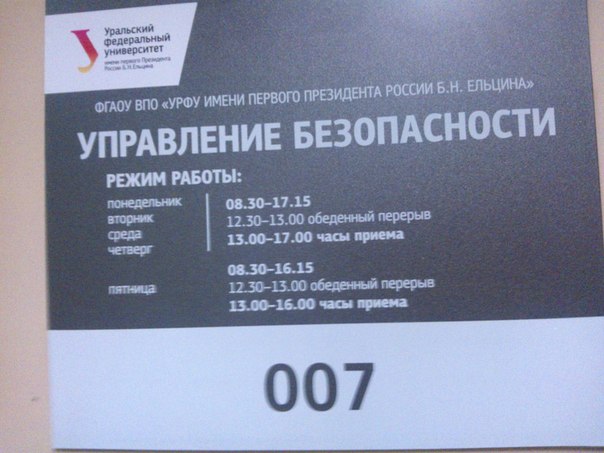 Уральский
федеральный
университет
имени первого Президента
России Б.Н.Ельцина
ФГАОУ ВПО «УРФУ ИМЕНИ ПЕРВОГО ПРЕЗИДЕНТА РОССИИ Б.Н. ЕЛЬЦИНА»
УПРАВЛЕНИЕ БЕЗОПАСНОСТИ
РЕЖИМ РАБОТЫ:
понедельник
вторник
среда
четверг
08.30–17.15
12.30–13.00 обеденный перерыв
13.00–17.00 часы приема
пятница
08.30–16.15
12.30–13.00 обеденный перерыв
13.00–16.00 часы приема
007